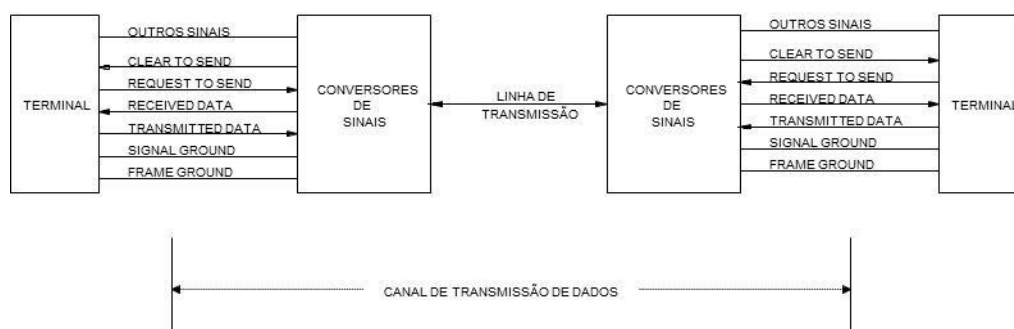 OUTROS SINAIS
CLEAR TO SEND
REQUEST TO SEND
TERMINAL
RECEIVED DATA
TRANSMITTED DATA
SIGNAL GROUND
FRAME GROUND
CONVERSORES
DE
SINAIS
LINHA DE
TRANSMISSÃO
CONVERSORES
DE
SINAIS
OUTROS SINAIS
CLEAR TO SEND
REQUEST TO SEND
RECEIVED DATA
TRANSMITTED DATA
SIGNAL GROUND
FRAME GROUND
TERMINAL
CANAL DE TRANSMISSÃO DE DADOS